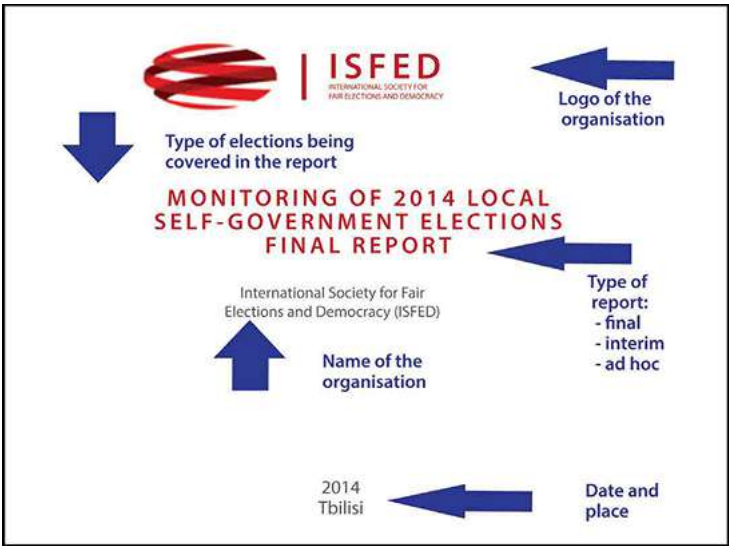 ISFED
INTERNATIONAL SOCIETY FOR
FAIR ELECTIONS AND DEMOCRACY
Logo of the
organisation
Type of elections being
covered in the report
MONITORING OF 2014 LOCAL
SELF-GOVERNMENT ELECTIONS
FINAL REPORT
Type of
report:
- final
- interim
- ad hoc
International Society for Fair
Elections and Democracy (ISFED)
Name of the
organisation
2014
Tbilisi
Date and
place